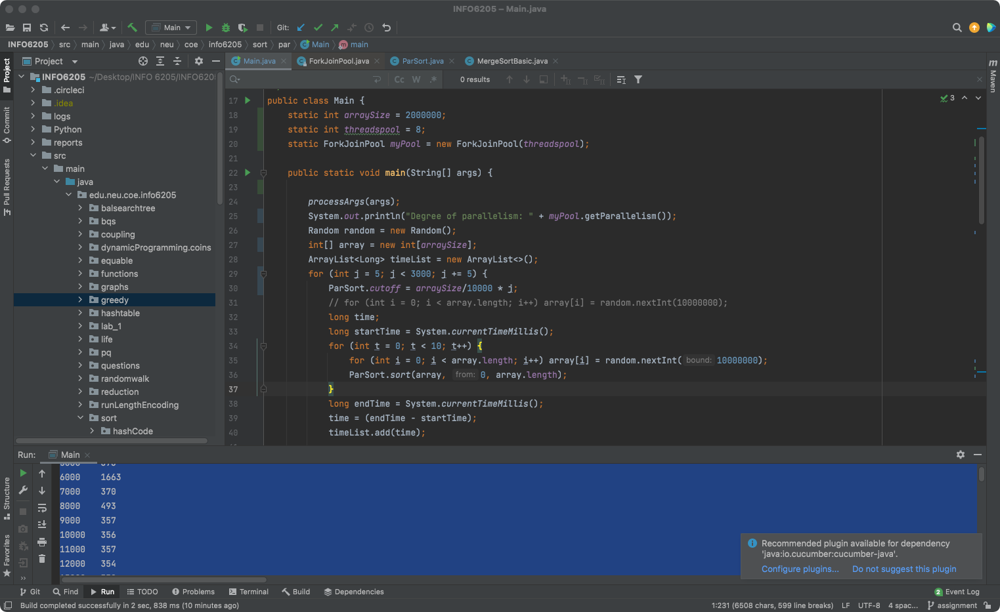 INFO6205 – Main.java
Main
Git:
INFO6205 src main java edu neu coe info6205 sort par Main main
Project
Main.java ForkJoinPool.java ParSort.java MergeSortBasic.java
Cc W .* 0 results
Project
Commit
Pull Requests
Structure
Favorites
m Maven
INFO6205 ~/Desktop/INFO 6205/INFO620
.circleci
.idea
logs
Python
reports
src
main
java
edu.neu.coe.info6205
balsearchtree
bqs
coupling
dynamicProgramming.coins
equable
functions
graphs
greedy
hashtable
lab_1
life
pq
questions
randomwalk
reduction
runLengthEncoding
sort
hashCode
3
17 public class Main {
18 static int arraySize = 2000000;
19 static int threadspool = 8;
20 static ForkJoinPool myPool = new ForkJoinPool(threadspool);
21
22 public static void main(String[] args) {
23
24 processArgs(args);
25 System.out.println("Degree of parallelism: " + myPool.getParallelism());
26 Random random = new Random();
27 int[] array = new int[arraySize];
28 ArrayList<Long> timeList = new ArrayList<>();
29 for (int j = 5; j < 3000; j += 5) {
30 ParSort.cutoff = arraySize/10000 * j;
31 // for (int i = 0; i < array.length; i++) array[i] = random.nextInt(10000000);
32 long time;
33 long startTime = System.currentTimeMillis();
34 for (int t = 0; t < 10; t++) {
35 for (int i = 0; i < array.length; i++) array[i] = random.nextInt( bound: 10000000);
36 ParSort.sort(array, from: 0, array.length);
37 }
38 long endTime = System.currentTimeMillis();
39 time = (endTime - startTime);
40 timeList.add(time);
Run: Main
6000 1663
7000 370
8000 493
9000 357
10000 356
11000 357
12000 354
Recommended plugin available for dependency
'java:io.cucumber:cucumber-java'.
Configure plugins... Do not suggest this plugin
Git Find Run TODO Problems Terminal Build Dependencies 2 Event Log
Build completed successfully in 2 sec, 838 ms (10 minutes ago) 1:231 (6508 chars, 599 line breaks) LF UTF-8 4 spac... assignment